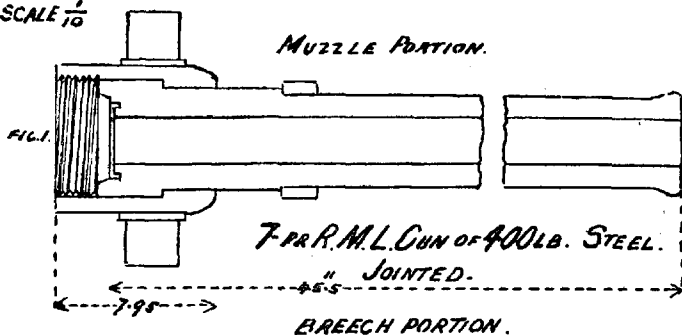 SCALE 1/10
MUZZLE PORTION.
FIG.1.
7-PR R.M.L. GUN OF 400LB. STEEL.
JOINTED.
45.5"
7.95
BREECH PORTION.